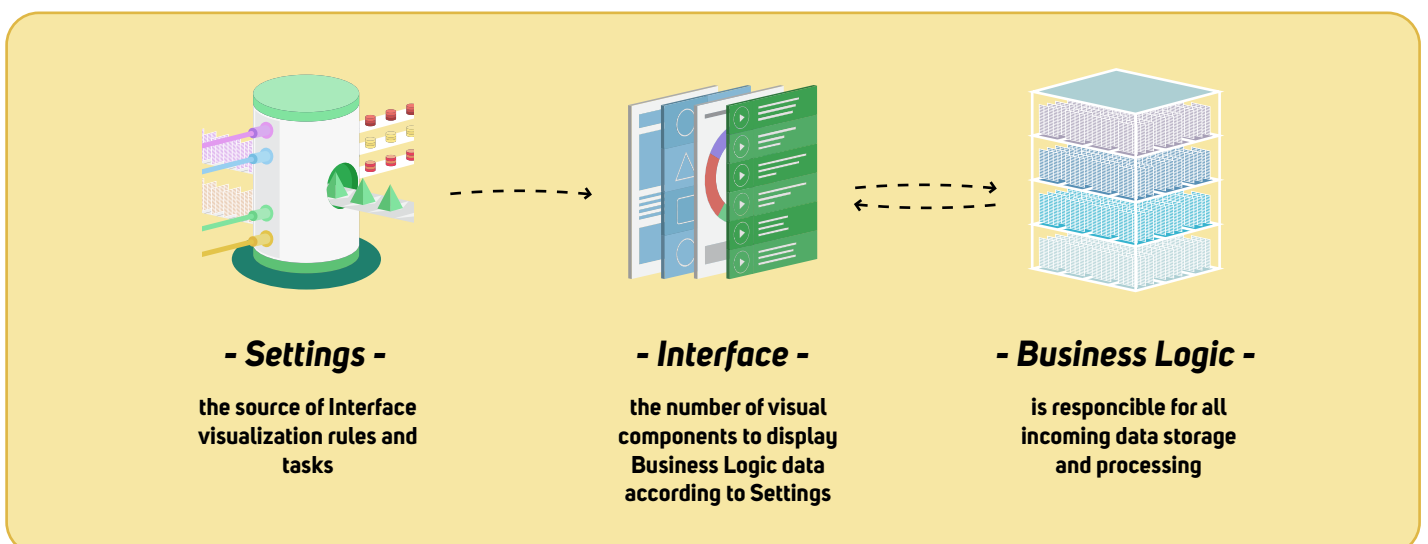 - Settings -
the source of Interface
visualization rules and
tasks
- Interface -
the number of visual
components to display
Business Logic data
according to Settings
- Business Logic -
is responcible for all
incoming data storage
and processing